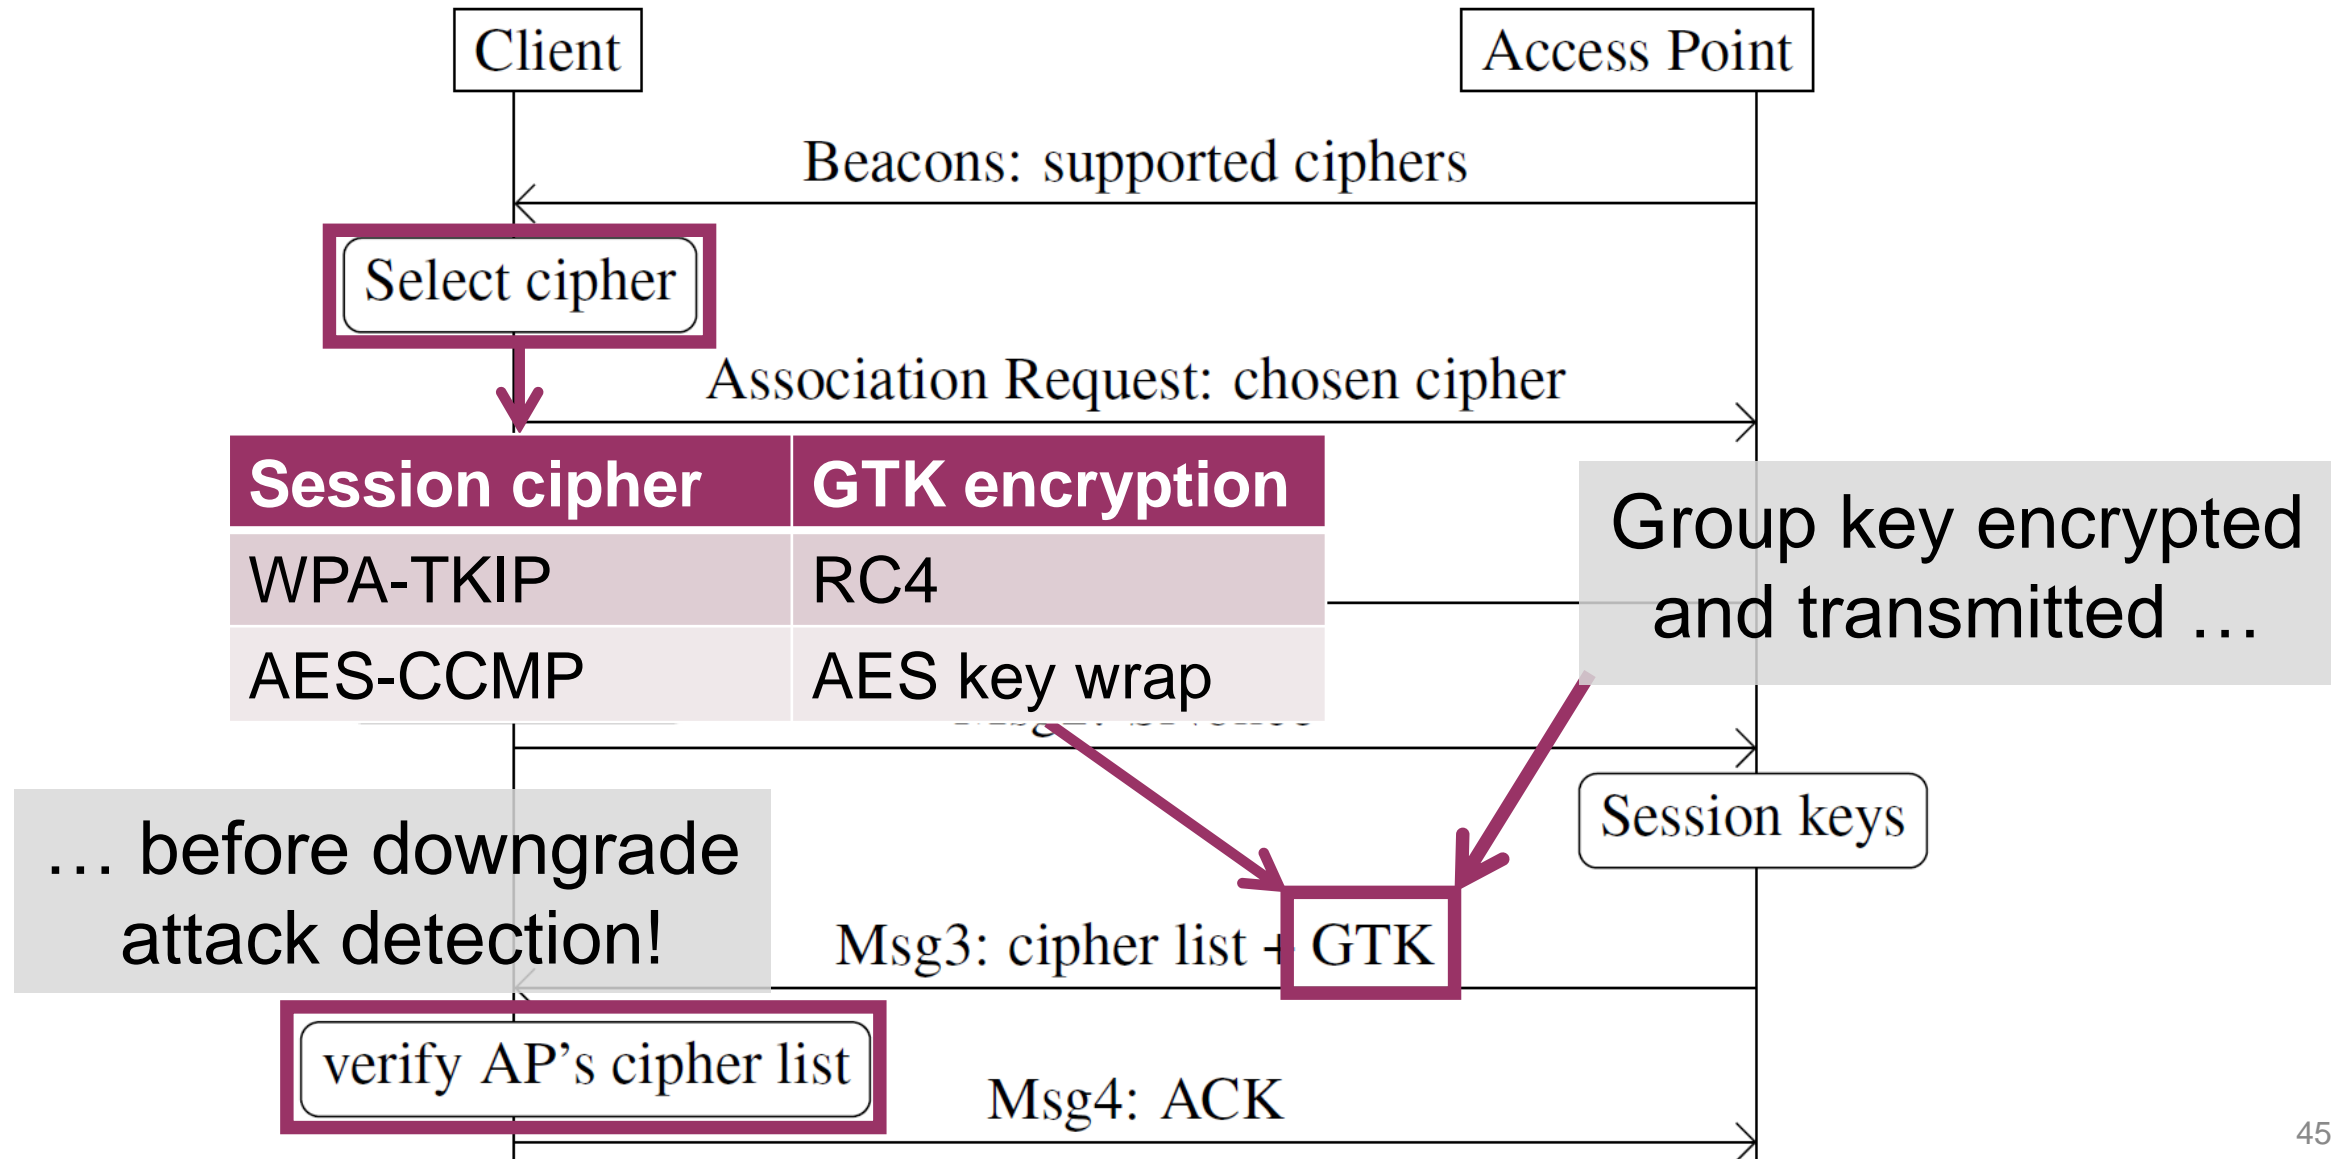 Client
Access Point
Beacons: supported ciphers
Select cipher
Association Request: chosen cipher
Session cipher GTK encryption
WPA-TKIP RC4
AES-CCMP AES key wrap
Group key encrypted
and transmitted …
Session keys
… before downgrade
attack detection!
Msg3: cipher list + GTK
verify AP's cipher list
Msg4: ACK
45